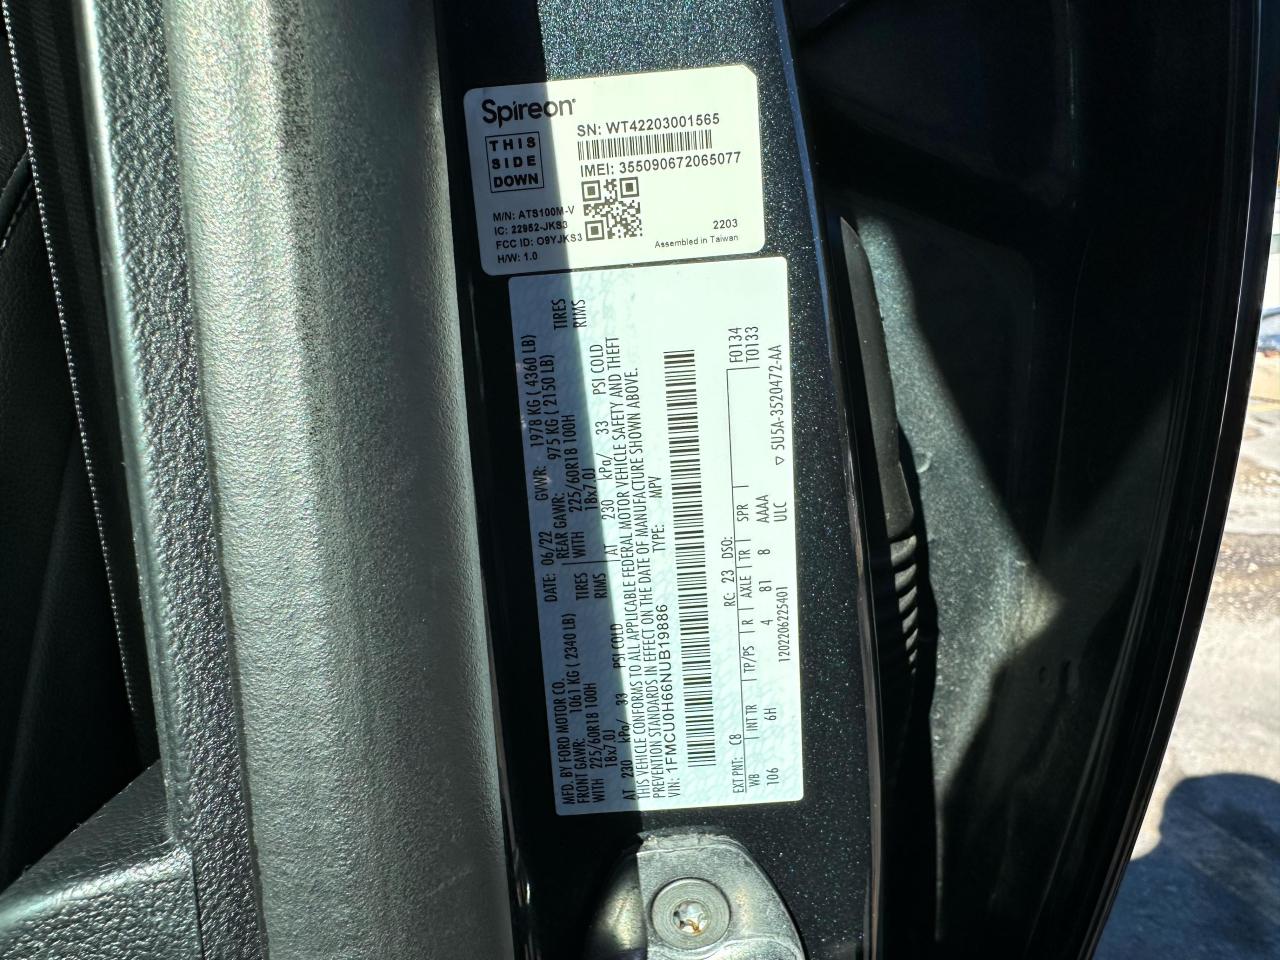 Spireon
THIS
SIDE
DOWN
SN: WT42203001565
IMEI: 355090672065077
M/N: ATS100M-V
IC: 22952-JKS3
FCC ID: O9YJKS3
H/W: 1.0
2203
Assembled in Taiwan
MFD. BY FORD MOTOR CO. DATE: 06/22 GVWR: 1978 KG ( 4360 LB)
FRONT GAWR: 1061 KG ( 2340 LB) REAR GAWR: 975 KG ( 2150 LB)
WITH 225/60R18 100H TIRES WITH 225/60R18 100H TIRES
18x7.0J RIMS 18x7.0J RIMS
AT 230 kPa/ 33 PSI COLD AT 230 kPa/ 33 PSI COLD
THIS VEHICLE CONFORMS TO ALL APPLICABLE FEDERAL MOTOR VEHICLE SAFETY AND THEFT
PREVENTION STANDARDS IN EFFECT ON THE DATE OF MANUFACTURE SHOWN ABOVE.
VIN: 1FMCU0H66NUB19886 TYPE: MPV
F0134
T0133
EXT PNT: C8 RC: 23 DSO:
WB INT TR TP/PS R AXLE TR SPR
106 6H 4 81 8 AAAA
1202206225401 ULC ▽ 5U5A-3520472-AA